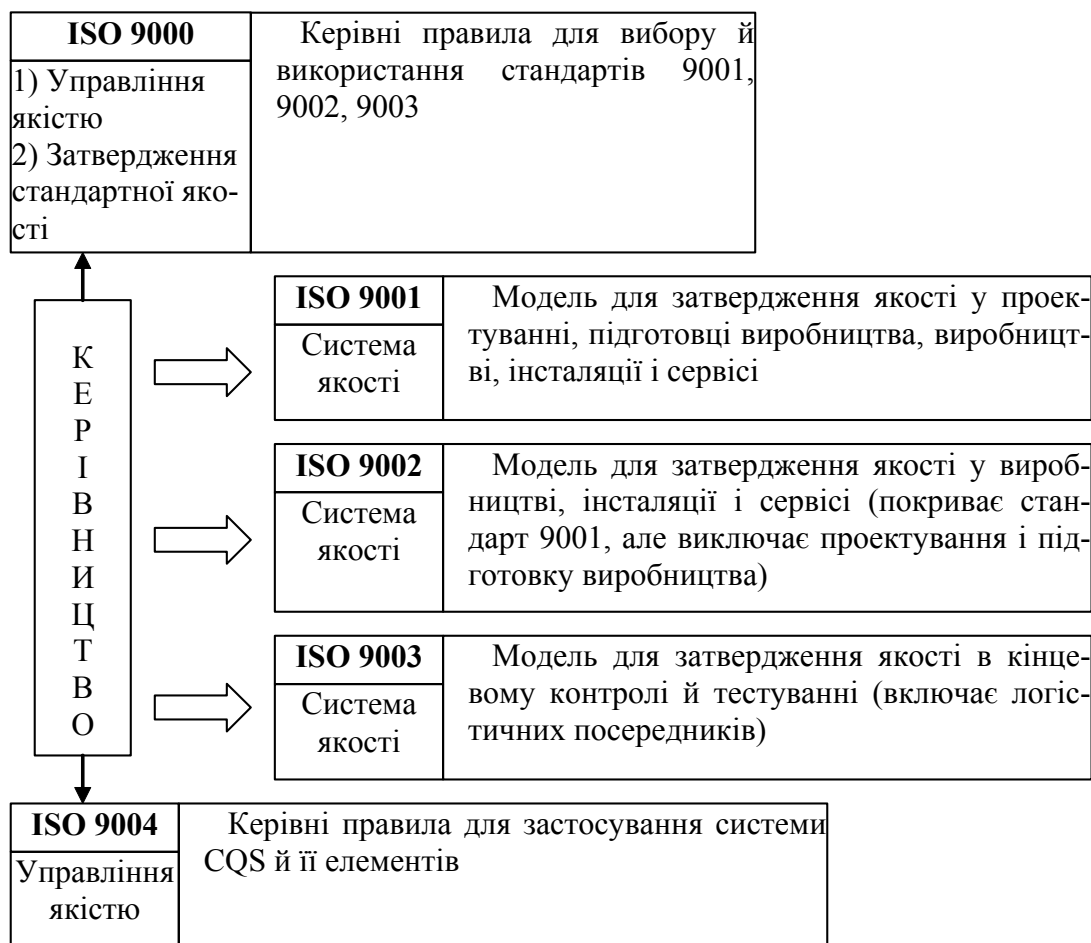 ISO 9000
1) Управління
якістю
2) Затвердження
стандартної яко-
сті
Керівні правила для вибору й
використання стандартів 9001,
9002, 9003
К
Е
Р
І
В
Н
И
Ц
Т
В
О
ISO 9001
Система
якості
Модель для затвердження якості у проек-
туванні, підготовці виробництва, виробницт-
ві, інсталяції і сервісі
ISO 9002
Система
якості
Модель для затвердження якості у вироб-
ництві, інсталяції і сервісі (покриває стан-
дарт 9001, але виключає проектування і під-
готовку виробництва)
ISO 9003
Система
якості
Модель для затвердження якості в кінце-
вому контролі й тестуванні (включає логіс-
тичних посередників)
ISO 9004
Управління
якістю
Керівні правила для застосування системи
CQS й її елементів